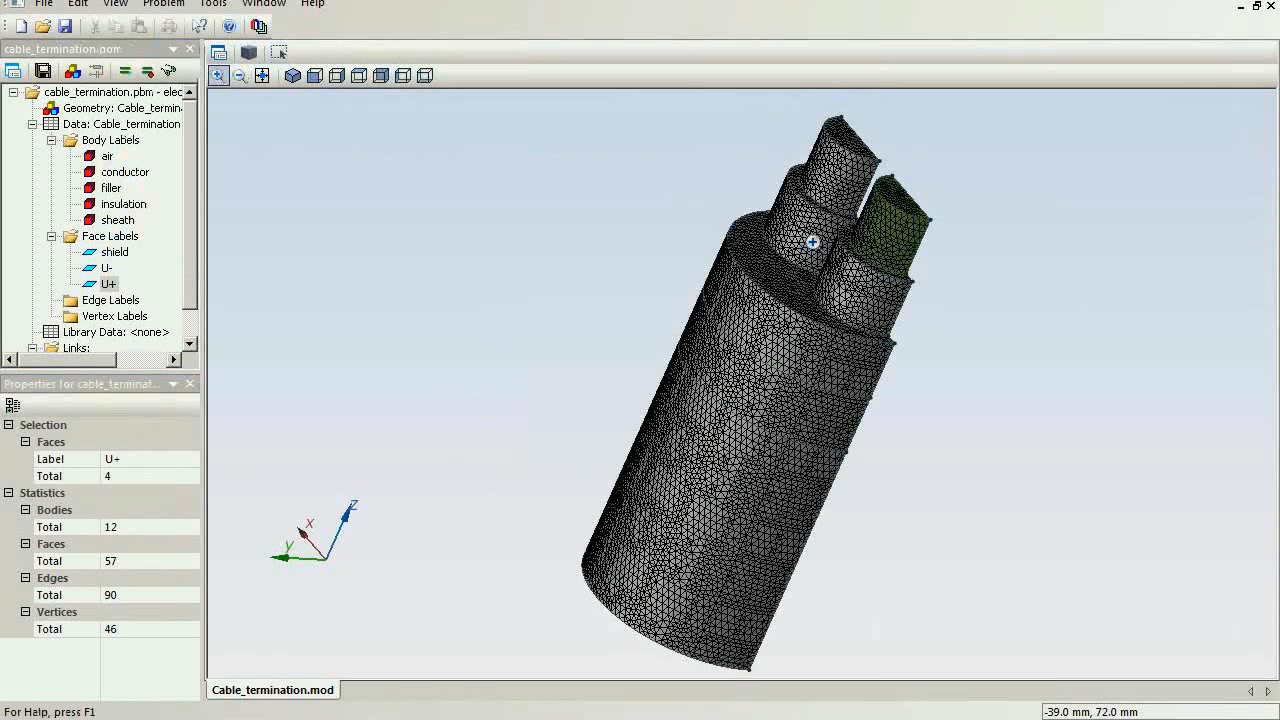 File Edit View Problem Tools Window Help
cable_termination.pbm
cable_termination.pbm - elec
Geometry: Cable_termin
Data: Cable_termination
Body Labels
air
conductor
filler
insulation
sheath
Face Labels
shield
U-
U+
Edge Labels
Vertex Labels
Library Data: <none>
Links:
Properties for cable_terminat...
Selection
Faces
Label U+
Total 4
Statistics
Bodies
Total 12
Faces
Total 57
Edges
Total 90
Vertices
Total 46
z
x
y
Cable_termination.mod
For Help, press F1
-39.0 mm, 72.0 mm